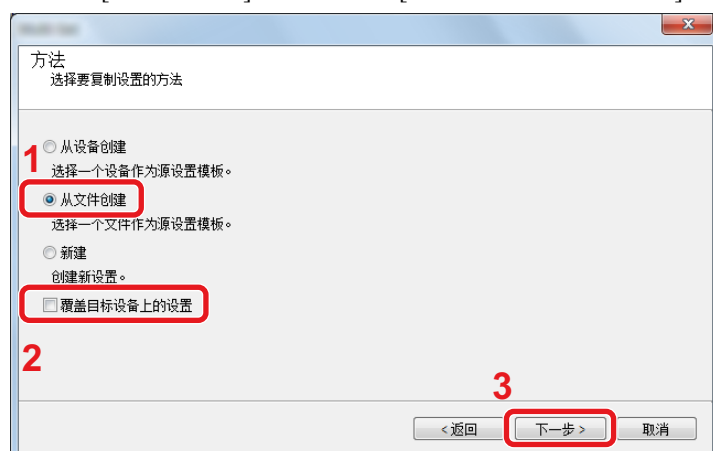 方法
选择要复制设置的方法
1
从设备创建
选择一个设备作为源设置模板。
从文件创建
选择一个文件作为源设置模板。
新建
创建新设置。
覆盖目标设备上的设置
2
3
<返回
下一步>
取消